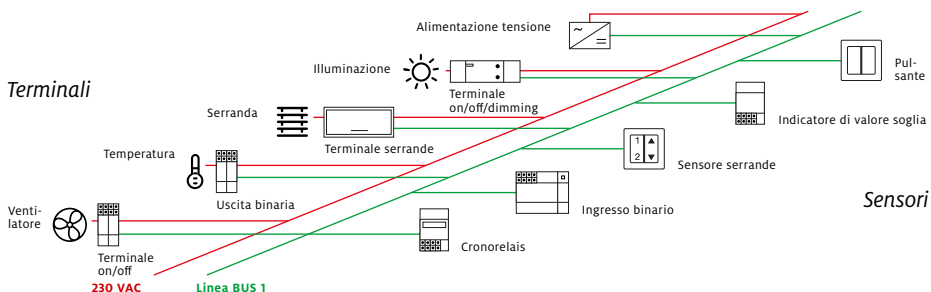 Alimentazione tensione
Illuminazione
Pul-
sante
Terminali
Terminale
on/off/dimming
Serranda
Indicatore di valore soglia
Terminale serrande
1
2
Temperatura
Sensore serrande
Uscita binaria
Sensori
Venti-
latore
Ingresso binario
Cronorelais
Terminale
on/off
230 VAC
Linea BUS 1